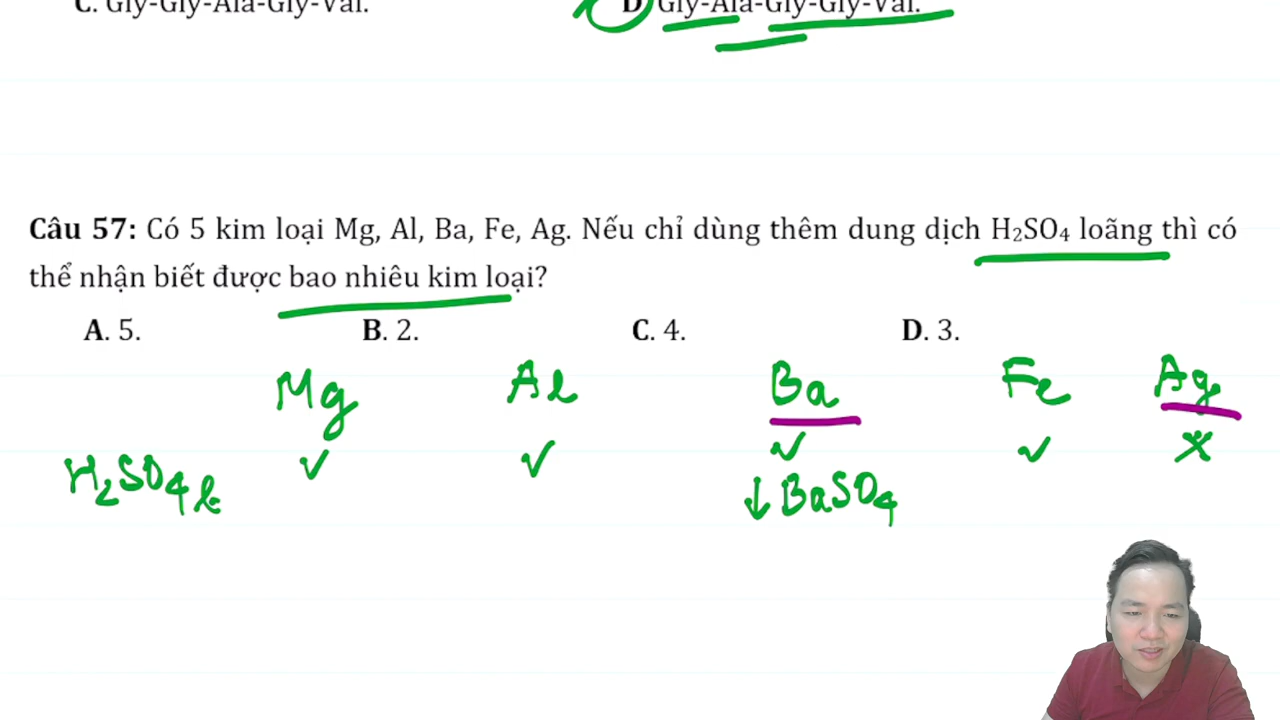 C. Gly-Gly-Ala-Gly-Val. D. Gly-Ala-Gly-Gly-Val.
Câu 57: Có 5 kim loại Mg, Al, Ba, Fe, Ag. Nếu chỉ dùng thêm dung dịch H₂SO₄ loãng thì có
thể nhận biết được bao nhiêu kim loại?
A. 5. B. 2. C. 4. D. 3.
Mg Al Ba Fe Ag
H₂SO₄ l ✓ ✓ ✓ ✓ ✗
↓ BaSO₄